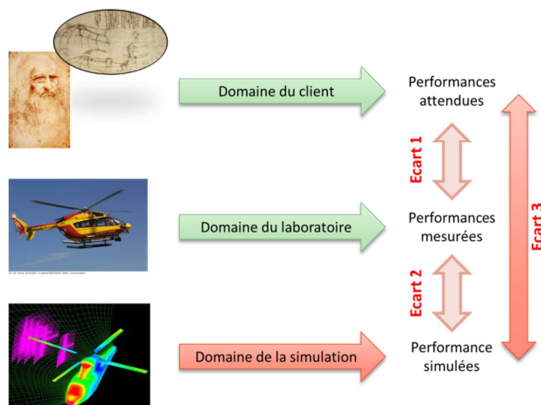 Domaine du client
Performances
attendues
Ecart 1
Ecart 3
Domaine du laboratoire
Performances
mesurées
Ecart 2
Domaine de la simulation
Performance
simulées